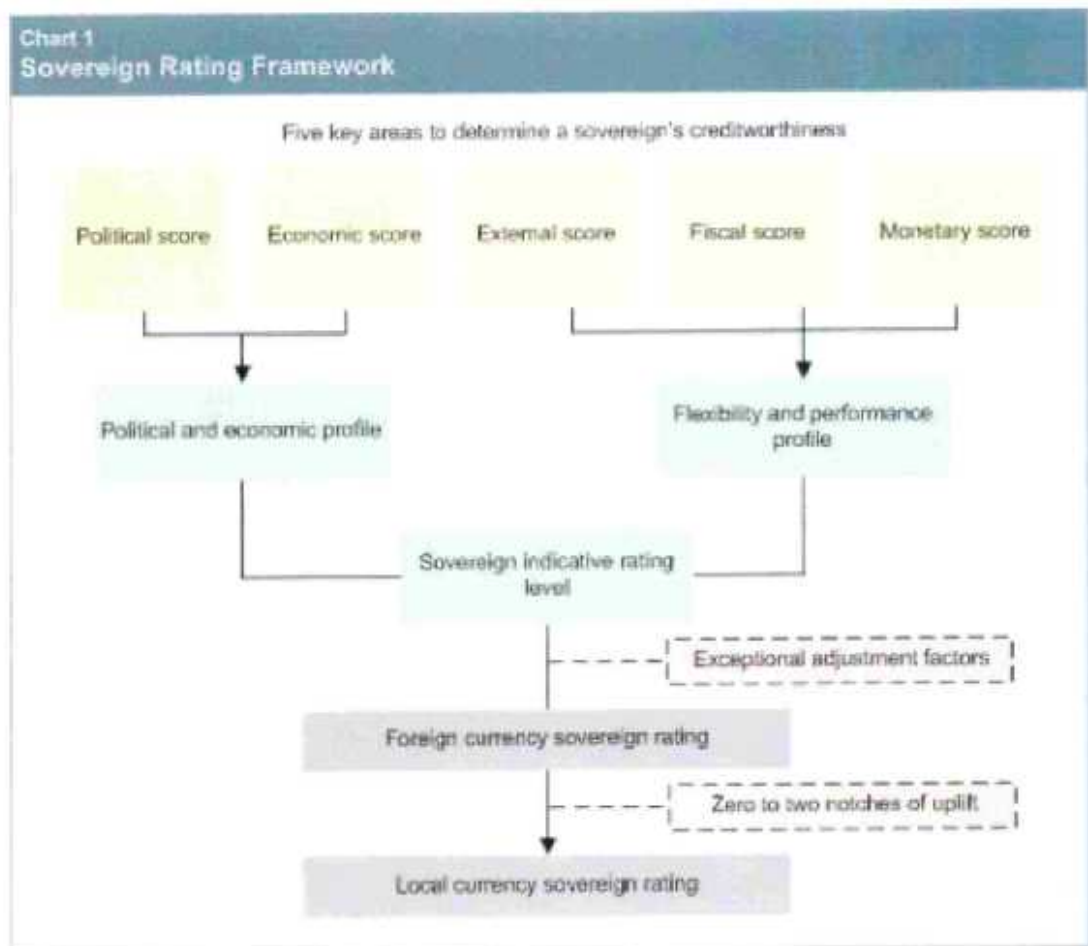 Chart 1
Sovereign Rating Framework
Five key areas to determine a sovereign's creditworthiness
Political score
Economic score
External score
Fiscal score
Monetary score
Political and economic profile
Flexibility and performance
profile
Sovereign indicative rating
level
Exceptional adjustment factors
Foreign currency sovereign rating
Zero to two notches of uplift
Local currency sovereign rating